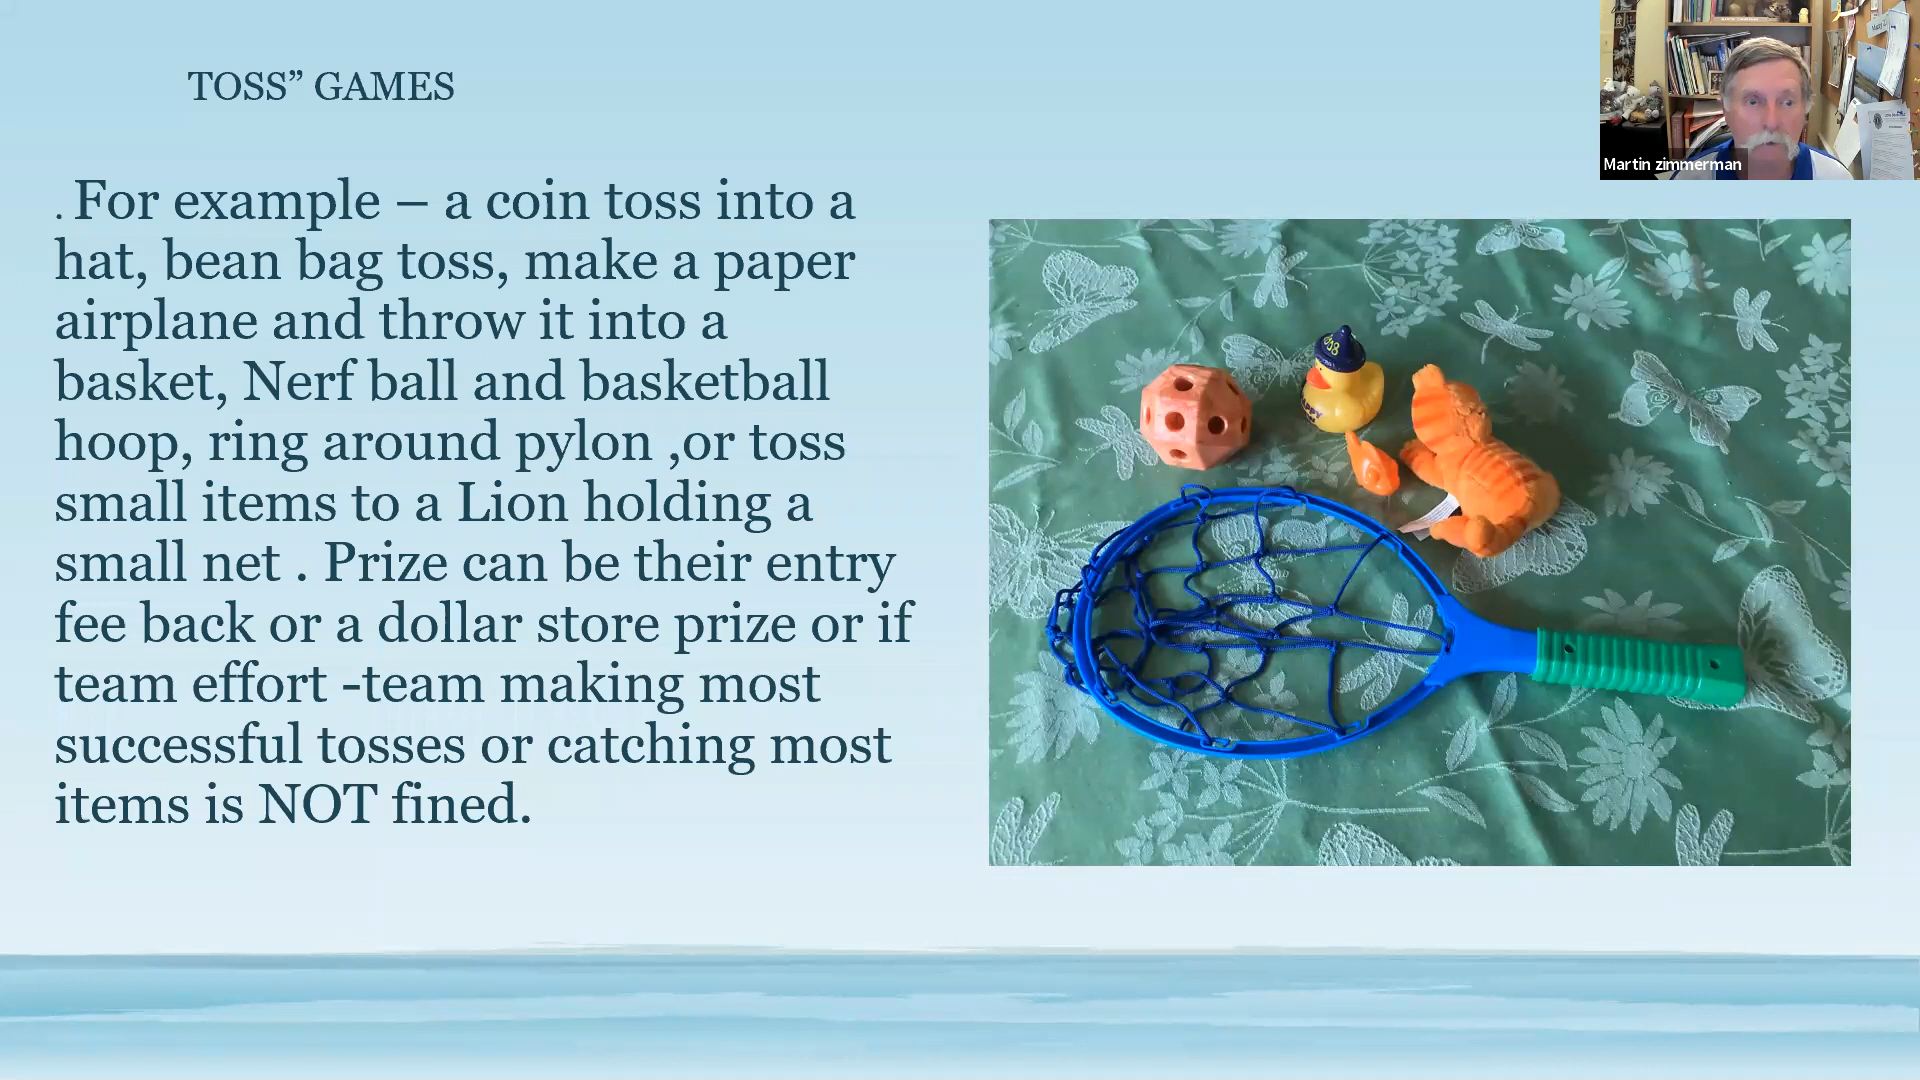 TOSS” GAMES
. For example – a coin toss into a
hat, bean bag toss, make a paper
airplane and throw it into a
basket, Nerf ball and basketball
hoop, ring around pylon ,or toss
small items to a Lion holding a
small net . Prize can be their entry
fee back or a dollar store prize or if
team effort -team making most
successful tosses or catching most
items is NOT fined.
Martin zimmerman